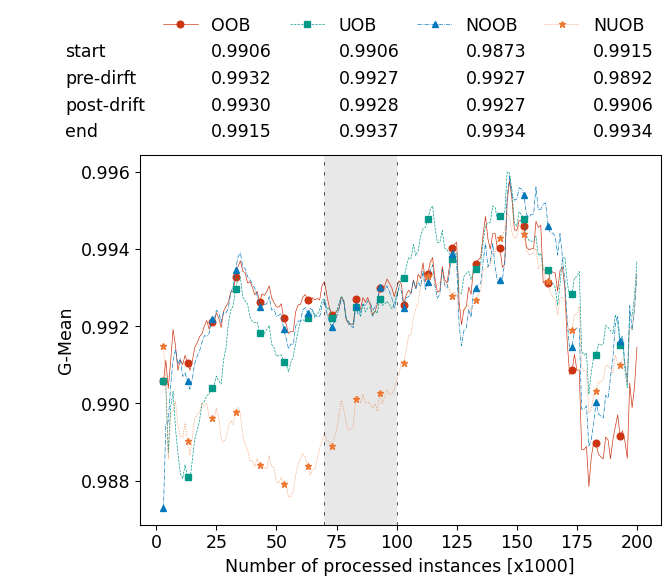 OOB UOB NOOB NUOB
start 0.9906 0.9906 0.9873 0.9915
pre-dirft 0.9932 0.9927 0.9927 0.9892
post-drift 0.9930 0.9928 0.9927 0.9906
end 0.9915 0.9937 0.9934 0.9934
0.996
0.994
0.992
0.990
0.988
G-Mean
0 25 50 75 100 125 150 175 200
Number of processed instances [x1000]